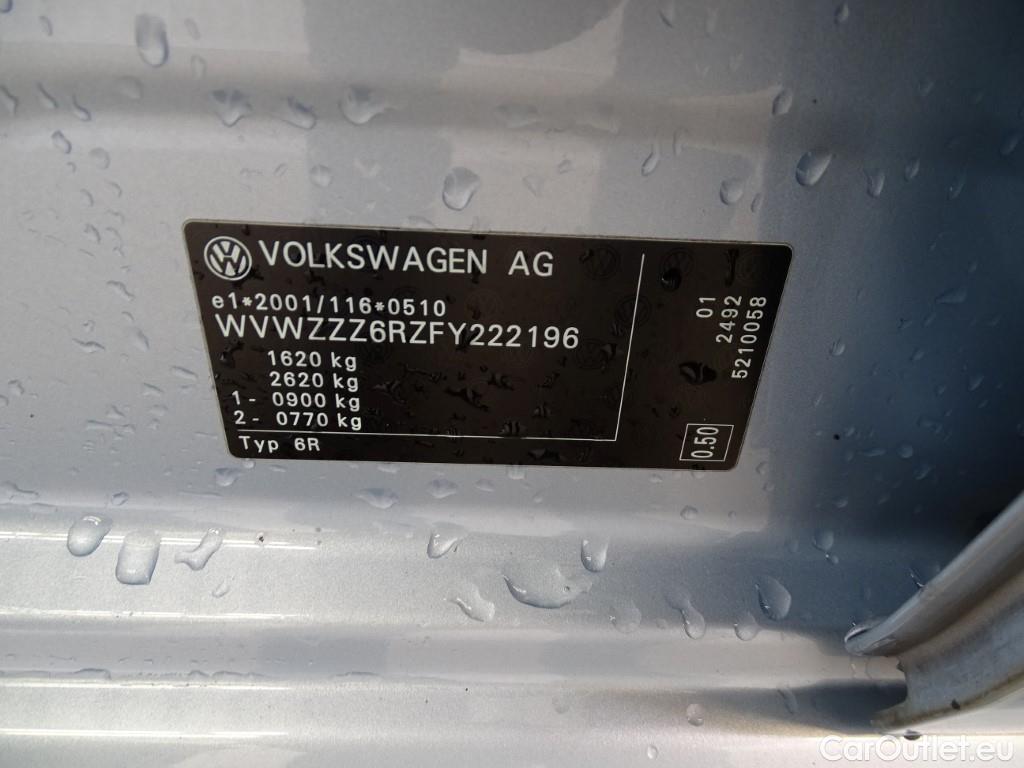 VOLKSWAGEN AG
e1*2001/116*0510
WVWZZZ6RZFY222196
1620 kg
2620 kg
1- 0900 kg
2- 0770 kg
Typ 6R
01
2492
5210058
0.50
CarOutlet.eu